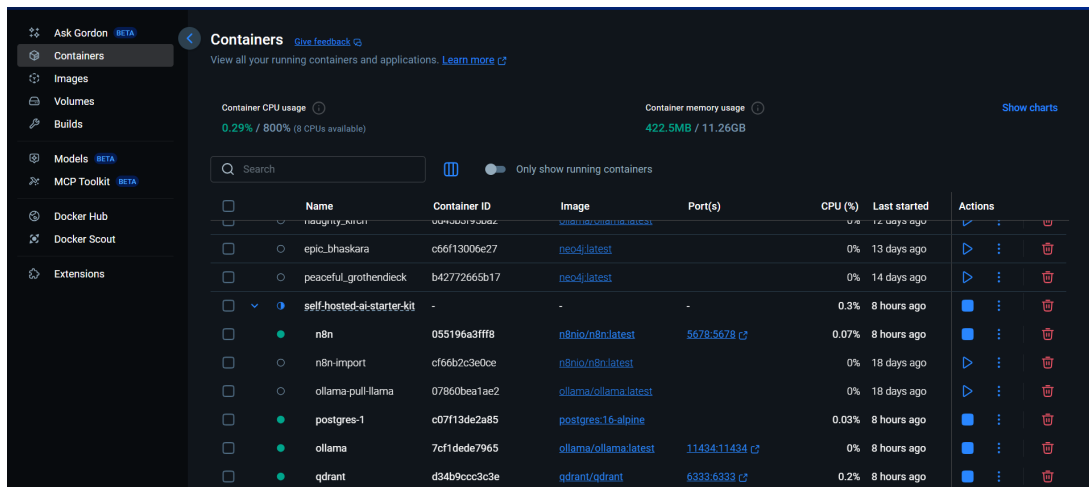 Ask Gordon BETA
Containers
Images
Volumes
Builds
Models BETA
MCP Toolkit BETA
Docker Hub
Docker Scout
Extensions
Containers Give feedback
View all your running containers and applications. Learn more
Container CPU usage
0.29% / 800% (8 CPUs available)
Container memory usage
422.5MB / 11.26GB
Show charts
Search
Only show running containers
Name Container ID Image Port(s) CPU (%) Last started Actions
naughty_kirch ollama/ollama:latest 0% 12 days ago
epic_bhaskara c66f13006e27 neo4j:latest 0% 13 days ago
peaceful_grothendieck b42772665b17 neo4j:latest 0% 14 days ago
self-hosted-ai-starter-kit - - - 0.3% 8 hours ago
n8n 055196a3fff8 n8nio/n8n:latest 5678:5678 0.07% 8 hours ago
n8n-import cf66b2c3e0ce n8nio/n8n:latest 0% 18 days ago
ollama-pull-llama 07860bea1ae2 ollama/ollama:latest 0% 18 days ago
postgres-1 c07f13de2a85 postgres:16-alpine 0.03% 8 hours ago
ollama 7cf1dede7965 ollama/ollama:latest 11434:11434 0% 8 hours ago
qdrant d34b9ccc3c3e qdrant/qdrant 6333:6333 0.2% 8 hours ago